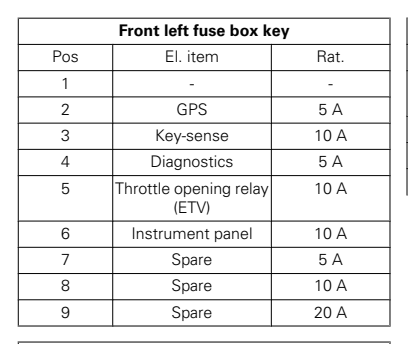 Front left fuse box key
Pos El. item Rat.
1 - -
2 GPS 5 A
3 Key-sense 10 A
4 Diagnostics 5 A
5 Throttle opening relay 10 A
(ETV)
6 Instrument panel 10 A
7 Spare 5 A
8 Spare 10 A
9 Spare 20 A